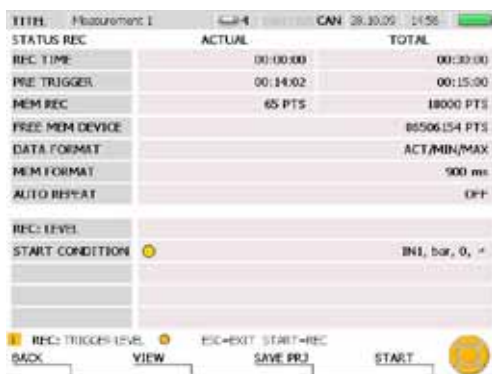 TITEL Measurement 1 CAN 28.10.09 14:56
STATUS REC ACTUAL TOTAL
REC TIME 00:00:00 00:30:00
PRE TRIGGER 00:14:02 00:15:00
MEM REC 65 PTS 18000 PTS
FREE MEM DEVICE 86506154 PTS
DATA FORMAT ACT/MIN/MAX
MEM FORMAT 900 ms
AUTO REPEAT OFF
REC: LEVEL
START CONDITION IN1, bar, 0,
REC: TRIGGER-LEVEL ESC=EXIT START=REC
BACK VIEW SAVE PRJ START